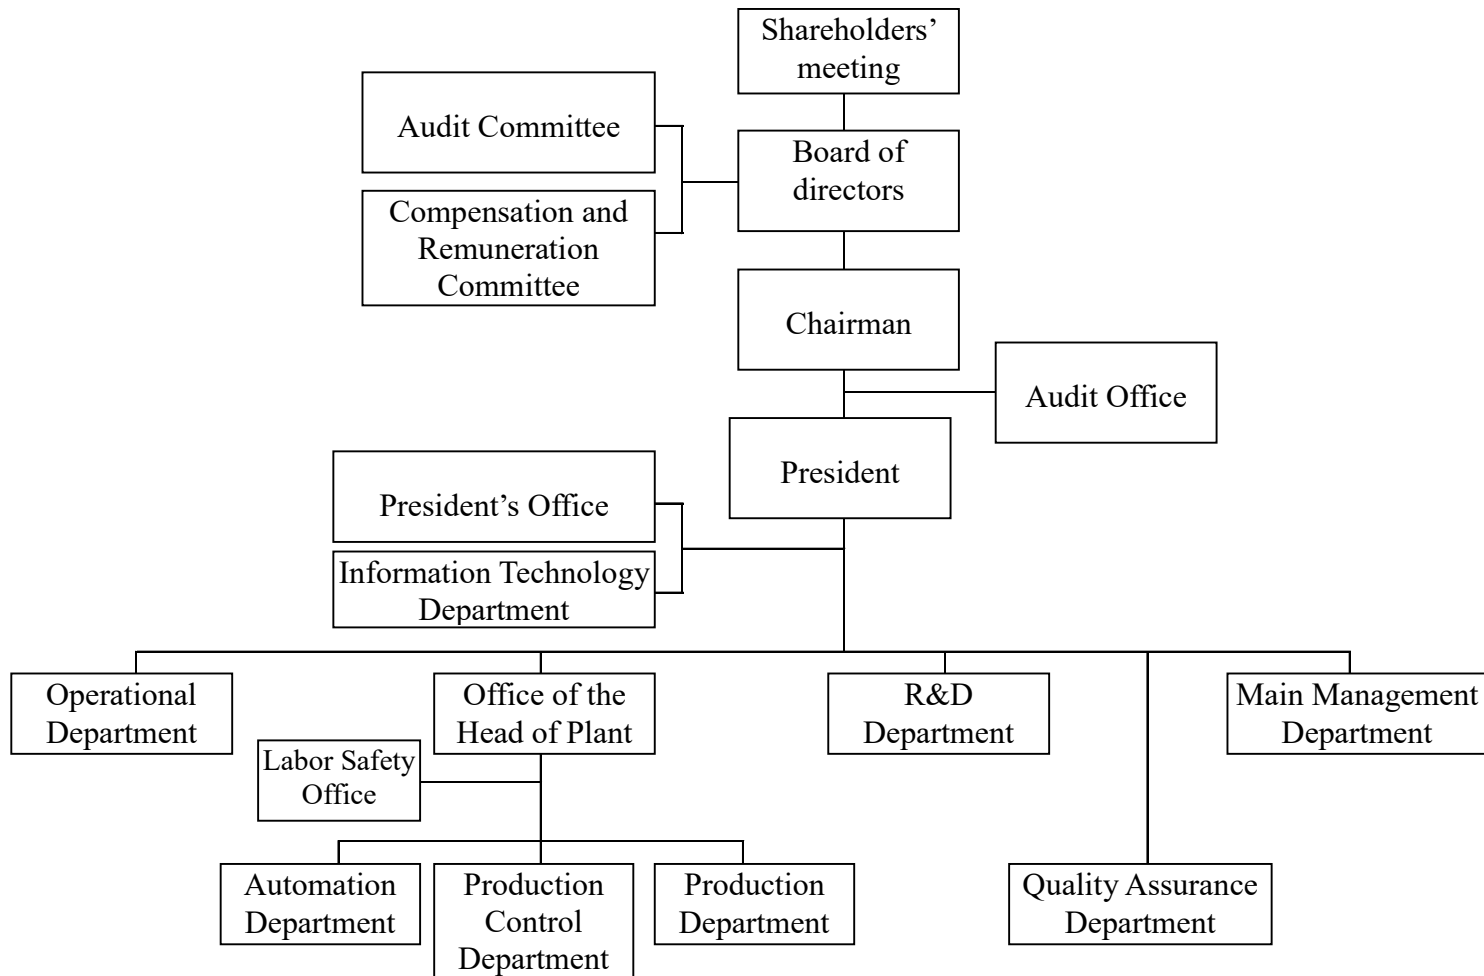 Shareholders’
meeting
Audit Committee
Board of
directors
Compensation and
Remuneration
Committee
Chairman
Audit Office
President
President’s Office
Information Technology
Department
Operational
Department
Office of the
Head of Plant
R&D
Department
Main Management
Department
Labor Safety
Office
Automation
Department
Production
Control
Department
Production
Department
Quality Assurance
Department